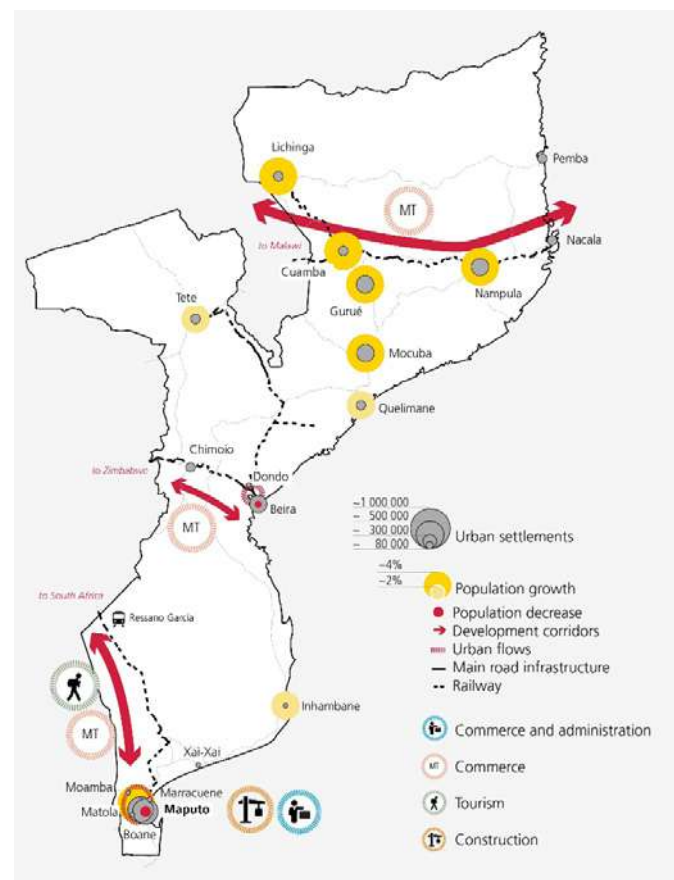 Lichinga
Pemba
MT
to Malawi
Nacala
Cuamba
Nampula
Gurué
Tete
Mocuba
Quelimane
Chimoio
to Zimbabwe
Dondo
Beira
MT
~1 000 000
~ 500 000
~ 300 000
~ 80 000
Urban settlements
~4%
~2%
Population growth
Population decrease
Development corridors
Urban flows
Main road infrastructure
Railway
to South Africa
Ressano Garcia
MT
Inhambane
Xai-Xai
Moamba
Marracuene
Matola
Maputo
Boane
Commerce and administration
MT
Commerce
Tourism
Construction